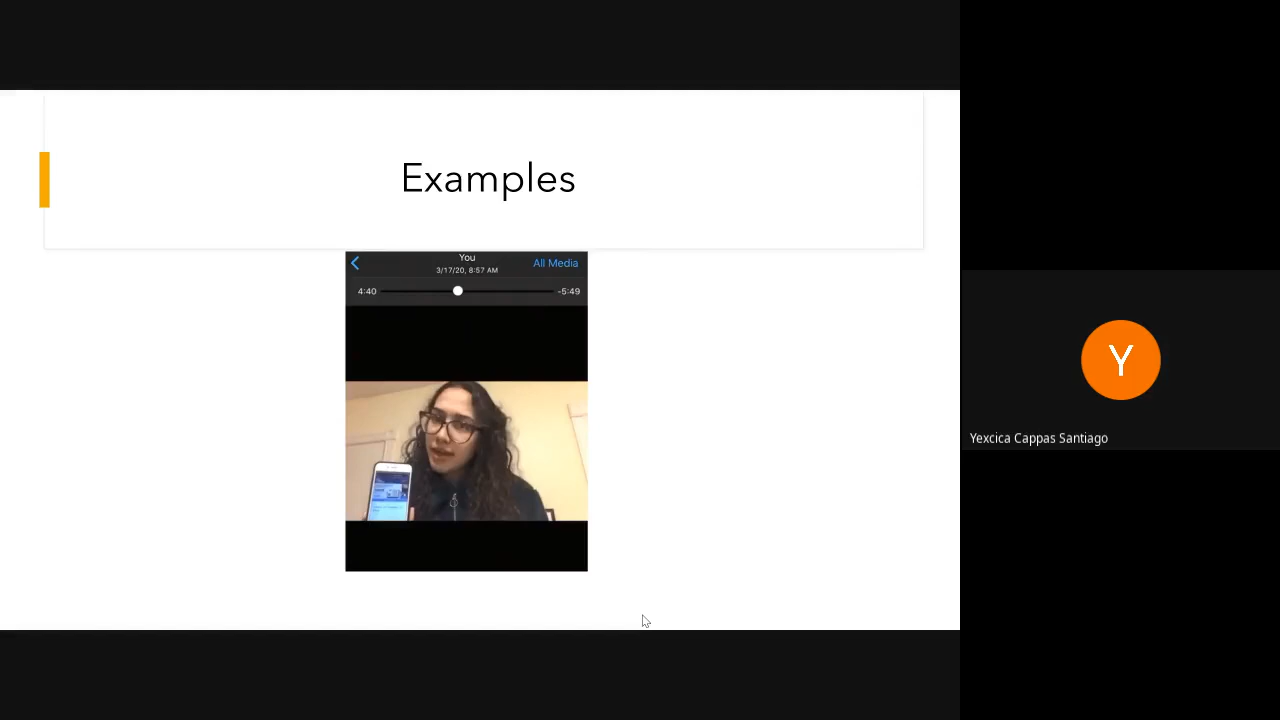 Examples
You
3/17/20, 8:57 AM
All Media
4:40
-5:49
Y
Yexcica Cappas Santiago